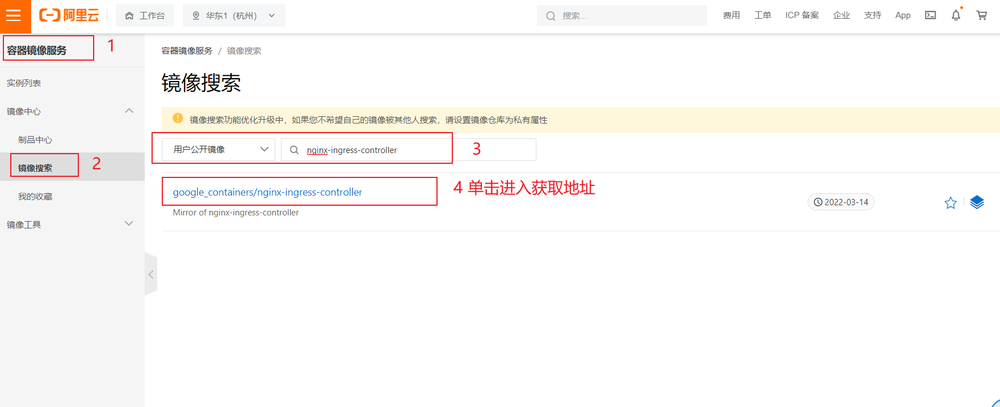 阿里云
工作台
华东1（杭州）
搜索...
费用
工单
ICP 备案
企业
支持
App
容器镜像服务
1
实例列表
镜像中心
制品中心
镜像搜索
2
我的收藏
镜像工具
容器镜像服务 / 镜像搜索
镜像搜索
镜像搜索功能优化升级中，如果您不希望自己的镜像被其他人搜索，请设置镜像仓库为私有属性
用户公开镜像
nginx-ingress-controller
3
google_containers/nginx-ingress-controller
4 单击进入获取地址
Mirror of nginx-ingress-controller
2022-03-14